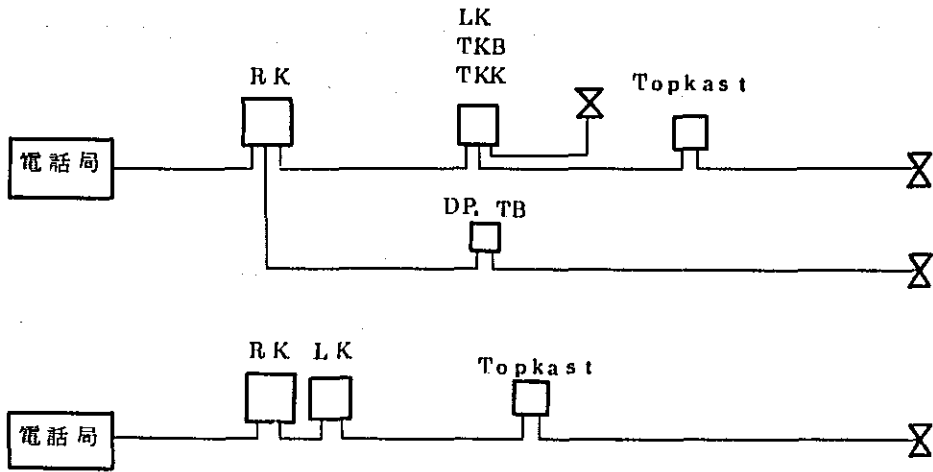 LK
TKB
TKK
RK
Topkast
電話局
DP. TB
RK LK
Topkast
電話局